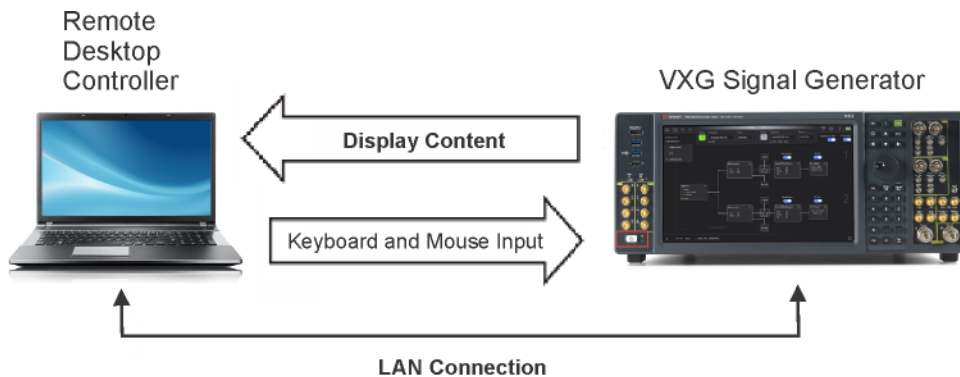 Remote
Desktop
Controller
VXG Signal Generator
Display Content
Keyboard and Mouse Input
LAN Connection